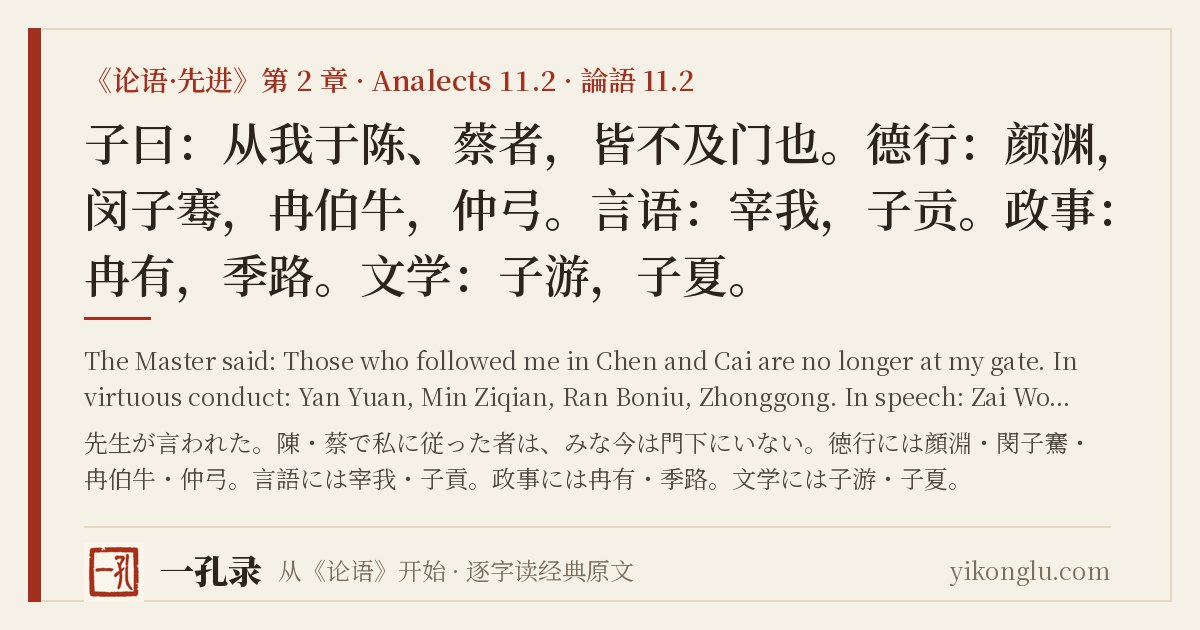 《论语·先进》第 2 章 · Analects 11.2 · 論語 11.2
子曰：从我于陈、蔡者，皆不及门也。德行：颜渊，
闵子骞，冉伯牛，仲弓。言语：宰我，子贡。政事：
冉有，季路。文学：子游，子夏。
The Master said: Those who followed me in Chen and Cai are no longer at my gate. In
virtuous conduct: Yan Yuan, Min Ziqian, Ran Boniu, Zhonggong. In speech: Zai Wo...
先生が言われた。陳・蔡で私に従った者は、みな今は門下にいない。徳行には顔淵・閔子騫・
冉伯牛・仲弓。言語には宰我・子貢。政事には冉有・季路。文学には子游・子夏。
一孔
一孔录 从《论语》开始 · 逐字读经典原文
yikonglu.com